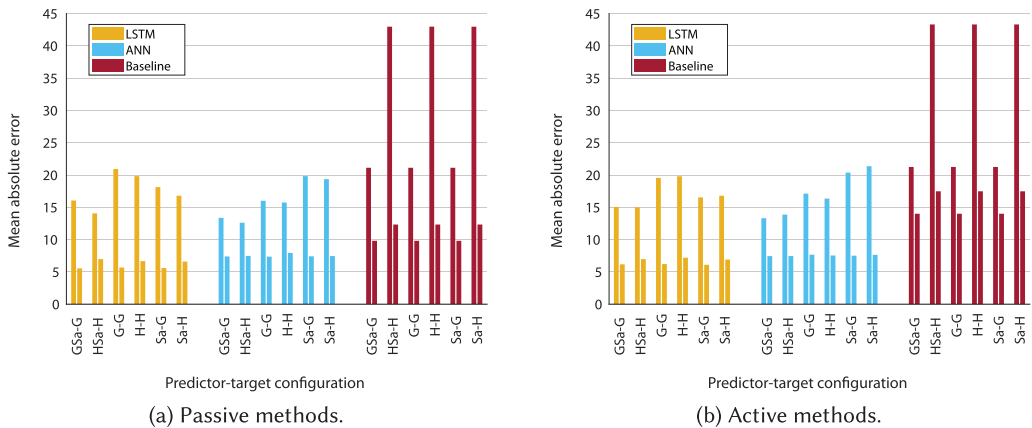 45
40
35
30
25
20
15
10
5
0
Mean absolute error
LSTM
ANN
Baseline
GSa-G
HSa-H
G-G
H-H
Sa-G
Sa-H
GSa-G
HSa-H
G-G
H-H
Sa-G
Sa-H
GSa-G
HSa-H
G-G
H-H
Sa-G
Sa-H
Predictor-target configuration
(a) Passive methods.
45
40
35
30
25
20
15
10
5
0
Mean absolute error
LSTM
ANN
Baseline
GSa-G
HSa-H
G-G
H-H
Sa-G
Sa-H
GSa-G
HSa-H
G-G
H-H
Sa-G
Sa-H
GSa-G
HSa-H
G-G
H-H
Sa-G
Sa-H
Predictor-target configuration
(b) Active methods.